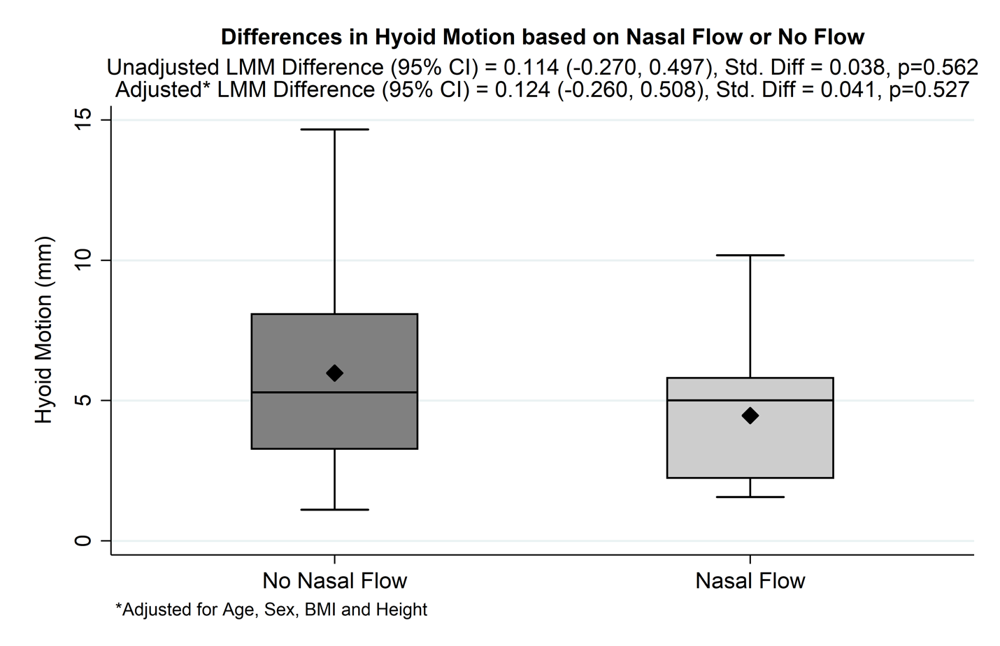 Differences in Hyoid Motion based on Nasal Flow or No Flow
Unadjusted LMM Difference (95% CI) = 0.114 (-0.270, 0.497), Std. Diff = 0.038, p=0.562
Adjusted* LMM Difference (95% CI) = 0.124 (-0.260, 0.508), Std. Diff = 0.041, p=0.527
Hyoid Motion (mm)
15
10
5
0
No Nasal Flow
Nasal Flow
*Adjusted for Age, Sex, BMI and Height